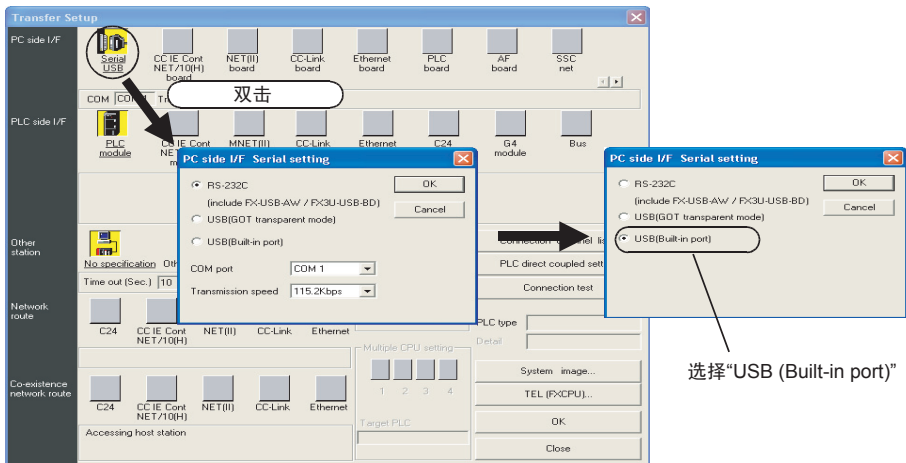 Transfer Setup
PC side I/F
Serial USB
CC IE Cont NET/10(H) board
NET(II) board
CC-Link board
Ethernet board
PLC board
AF board
SSC net
COM
双击
PLC side I/F
PLC module
CC IE Cont
MNET(II)
CC-Link
Ethernet
C24
G4 module
Bus
PC side I/F Serial setting
RS-232C
(include FX-USB-AW / FX3U-USB-BD)
USB(GOT transparent mode)
USB(Built-in port)
COM port
COM 1
Transmission speed
115.2Kbps
OK
Cancel
PC side I/F Serial setting
RS-232C
(include FX-USB-AW / FX3U-USB-BD)
USB(GOT transparent mode)
USB(Built-in port)
OK
Cancel
选择“USB (Built-in port)”
Other station
No specification
Time out (Sec.)
10
PLC direct coupled sett
Connection test
PLC type
Detail
Network route
C24
CC IE Cont NET/10(H)
NET(II)
CC-Link
Ethernet
Multiple CPU setting
1 2 3 4
Target PLC
System image...
TEL (FXCPU)...
OK
Close
Co-existence network route
C24
CC IE Cont NET/10(H)
NET(II)
CC-Link
Ethernet
Accessing host station